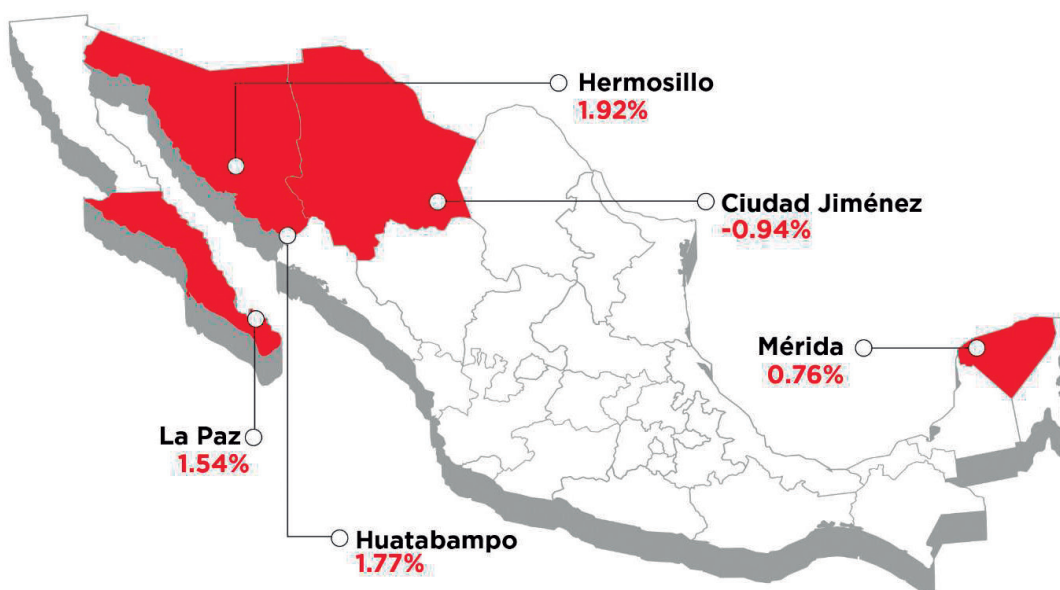 Hermosillo
1.92%
Ciudad Jiménez
-0.94%
Mérida
0.76%
La Paz
1.54%
Huatabampo
1.77%